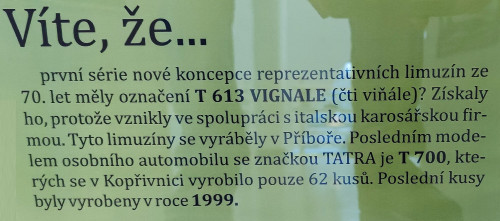 Víte, že...
první série nové koncepce reprezentativních limuzín ze
70. let měly označení T 613 VIGNALE (čti viňále)? Získaly
ho, protože vznikly ve spolupráci s italskou karosářskou fir-
mou. Tyto limuzíny se vyráběly v Příboře. Posledním mode-
lem osobního automobilu se značkou TATRA je T 700, kte-
rých se v Kopřivnici vyrobilo pouze 62 kusů. Poslední kusy
byly vyrobeny v roce 1999.